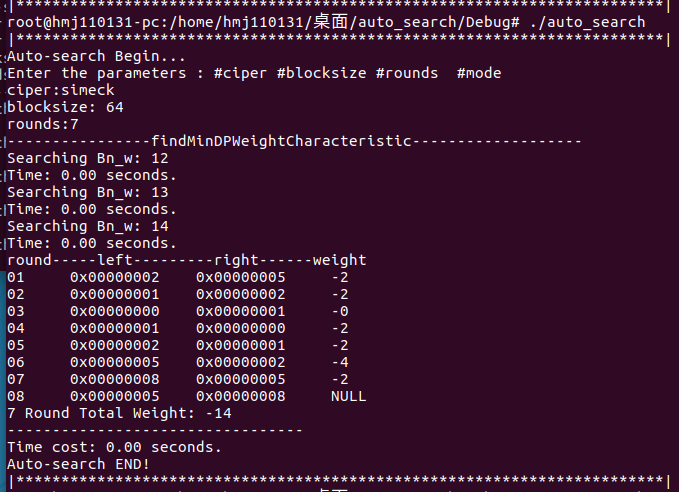 |************************************************************************|
root@hmj110131-pc:/home/hmj110131/桌面/auto_search/Debug# ./auto_search
|************************************************************************|
Auto-search Begin...
Enter the parameters : #ciper #blocksize #rounds  #mode
ciper:simeck
blocksize: 64
rounds:7
----------------findMinDPWeightCharacteristic-------------------
Searching Bn_w: 12
Time: 0.00 seconds.
Searching Bn_w: 13
Time: 0.00 seconds.
Searching Bn_w: 14
Time: 0.00 seconds.
round-----left---------right------weight
01     0x00000002    0x00000005     -2
02     0x00000001    0x00000002     -2
03     0x00000000    0x00000001     -0
04     0x00000001    0x00000000     -2
05     0x00000002    0x00000001     -2
06     0x00000005    0x00000002     -4
07     0x00000008    0x00000005     -2
08     0x00000005    0x00000008     NULL
7 Round Total Weight: -14
---------------------------------
Time cost: 0.00 seconds.
Auto-search END!
|************************************************************************|